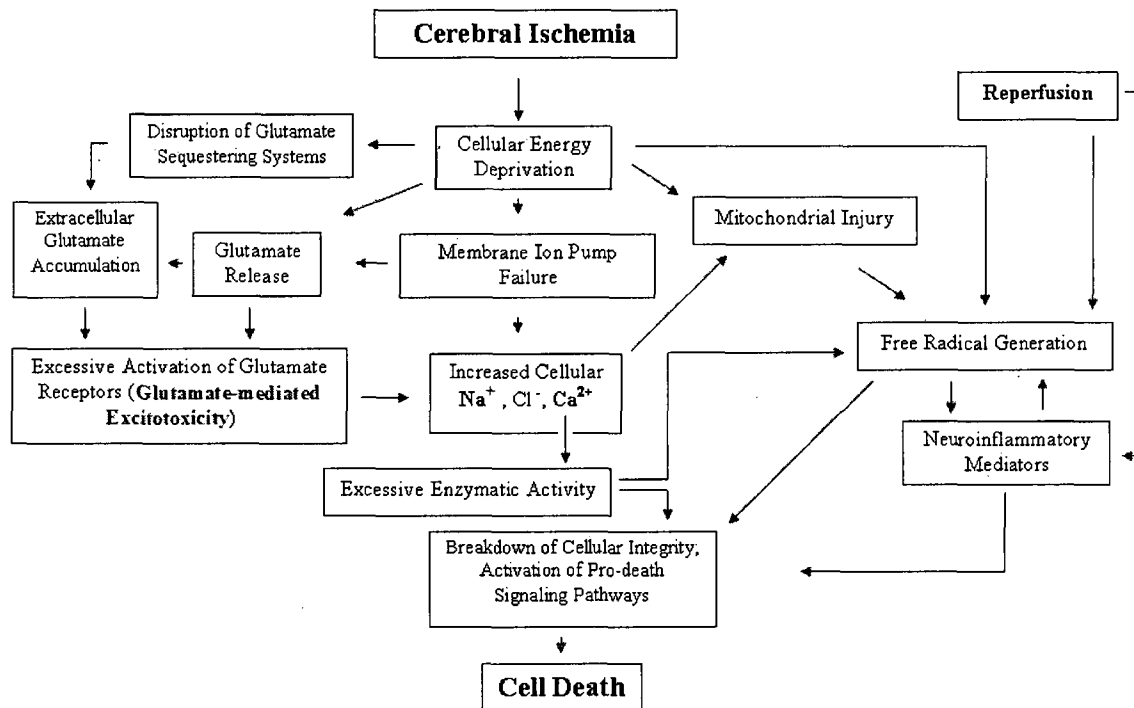 Cerebral Ischemia
Reperfusion
Disruption of Glutamate
Sequestering Systems
Cellular Energy
Deprivation
Extracellular
Glutamate
Accumulation
Glutamate
Release
Membrane Ion Pump
Failure
Mitochondrial Injury
Free Radical Generation
Excessive Activation of Glutamate
Receptors (Glutamate-mediated
Excitotoxicity)
Increased Cellular
Na⁺ , Cl⁻, Ca²⁺
Neuroinflammatory
Mediators
Excessive Enzymatic Activity
Breakdown of Cellular Integrity;
Activation of Pro-death
Signaling Pathways
Cell Death